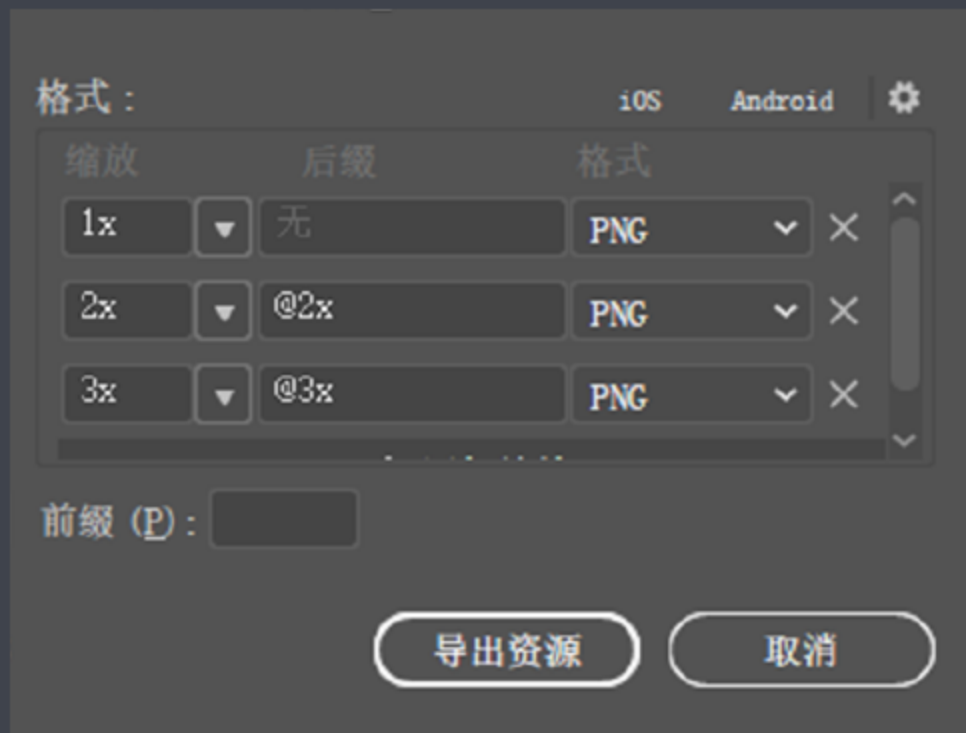 格式： iOS Android
缩放 后缀 格式
1x 无 PNG
2x @2x PNG
3x @3x PNG
前缀 (P)：
导出资源 取消